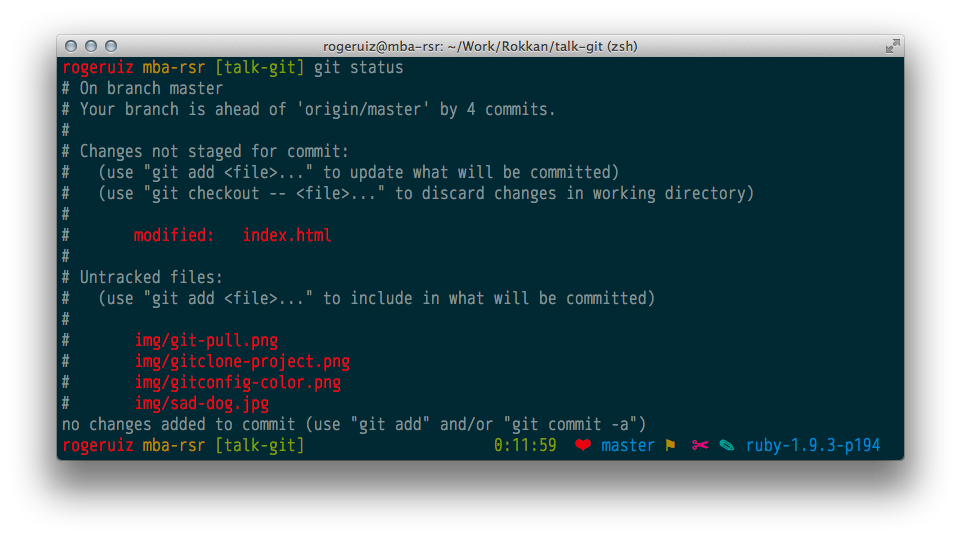 rogeruiz@mba-rsr: ~/Work/Rokkan/talk-git (zsh)
rogeruiz mba-rsr [talk-git] git status
# On branch master
# Your branch is ahead of 'origin/master' by 4 commits.
#
# Changes not staged for commit:
#   (use "git add <file>..." to update what will be committed)
#   (use "git checkout -- <file>..." to discard changes in working directory)
#
#       modified:   index.html
#
# Untracked files:
#   (use "git add <file>..." to include in what will be committed)
#
#       img/git-pull.png
#       img/gitclone-project.png
#       img/gitconfig-color.png
#       img/sad-dog.jpg
no changes added to commit (use "git add" and/or "git commit -a")
rogeruiz mba-rsr [talk-git] 0:11:59 ❤ master ⚑ ✂ ✎ ruby-1.9.3-p194